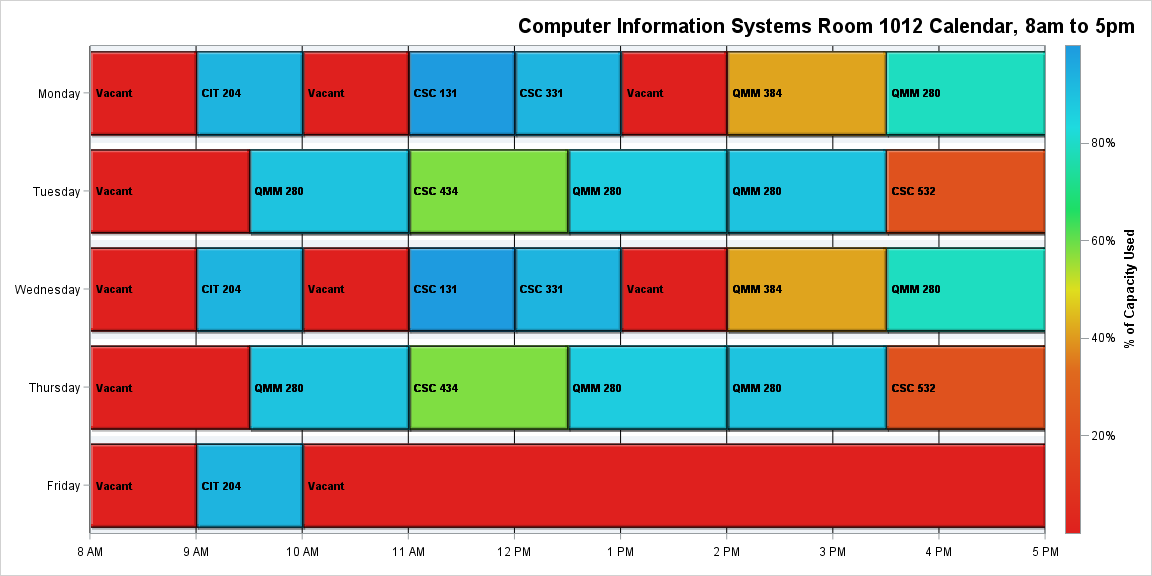 Computer Information Systems Room 1012 Calendar, 8am to 5pm
Monday
Vacant
CIT 204
Vacant
CSC 131
CSC 331
Vacant
QMM 384
QMM 280
Tuesday
Vacant
QMM 280
CSC 434
QMM 280
QMM 280
CSC 532
Wednesday
Vacant
CIT 204
Vacant
CSC 131
CSC 331
Vacant
QMM 384
QMM 280
Thursday
Vacant
QMM 280
CSC 434
QMM 280
QMM 280
CSC 532
Friday
Vacant
CIT 204
Vacant
8 AM
9 AM
10 AM
11 AM
12 PM
1 PM
2 PM
3 PM
4 PM
5 PM
80%
60%
40%
20%
% of Capacity Used